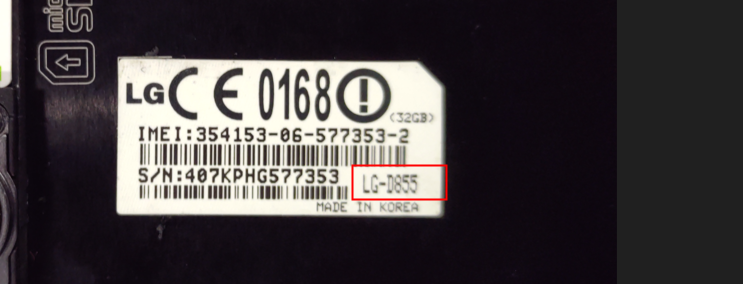 LG CE 0168 (32GB)
IMEI:354153-06-577353-2
S/N:407KPHG577353 LG-D855
MADE IN KOREA